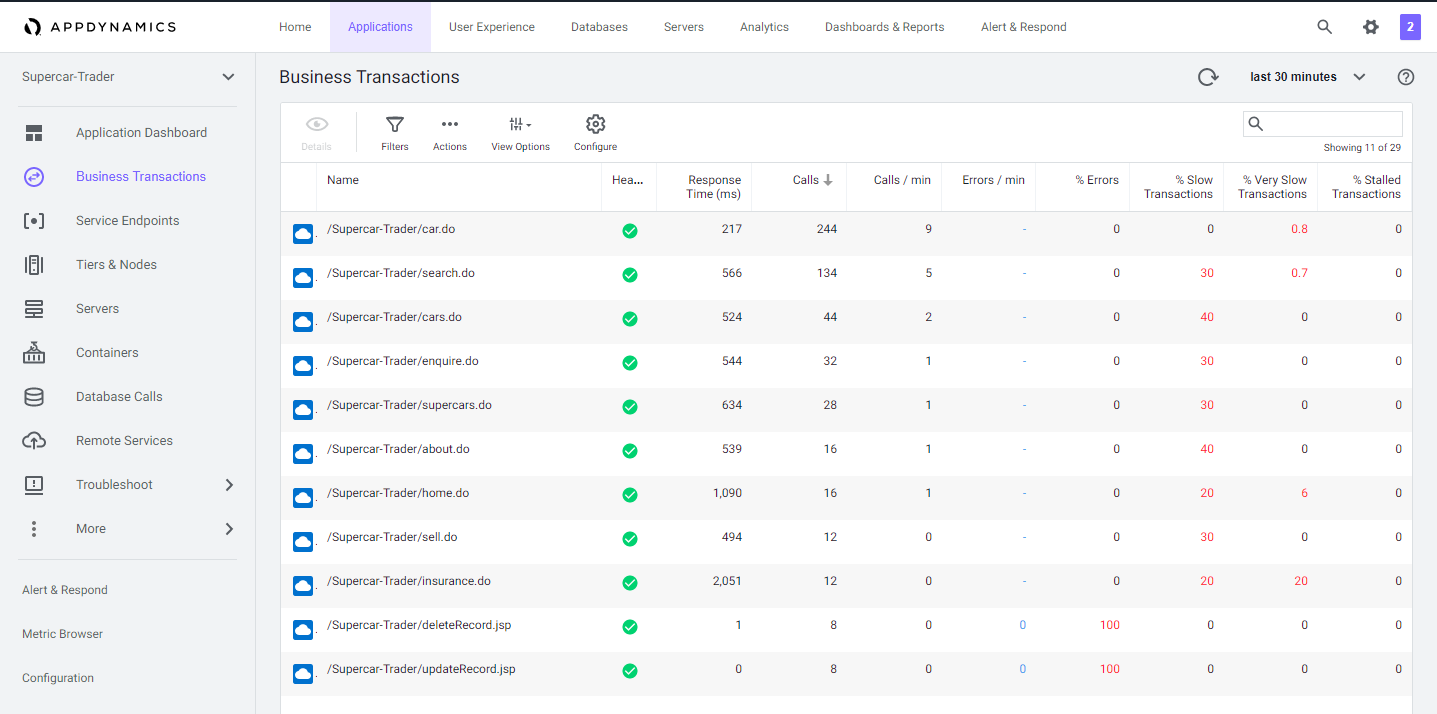 APPDYNAMICS Home Applications User Experience Databases Servers Analytics Dashboards & Reports Alert & Respond 2
Supercar-Trader
Application Dashboard
Business Transactions
Service Endpoints
Tiers & Nodes
Servers
Containers
Database Calls
Remote Services
Troubleshoot
More
Alert & Respond
Metric Browser
Configuration
Business Transactions last 30 minutes
Details Filters Actions View Options Configure
Showing 11 of 29
Name Hea... Response Time (ms) Calls Calls / min Errors / min % Errors % Slow Transactions % Very Slow Transactions % Stalled Transactions
/Supercar-Trader/car.do 217 244 9 - 0 0 0.8 0
/Supercar-Trader/search.do 566 134 5 - 0 30 0.7 0
/Supercar-Trader/cars.do 524 44 2 - 0 40 0 0
/Supercar-Trader/enquire.do 544 32 1 - 0 30 0 0
/Supercar-Trader/supercars.do 634 28 1 - 0 30 0 0
/Supercar-Trader/about.do 539 16 1 - 0 40 0 0
/Supercar-Trader/home.do 1,090 16 1 - 0 20 6 0
/Supercar-Trader/sell.do 494 12 0 - 0 30 0 0
/Supercar-Trader/insurance.do 2,051 12 0 - 0 20 20 0
/Supercar-Trader/deleteRecord.jsp 1 8 0 0 100 0 0 0
/Supercar-Trader/updateRecord.jsp 0 8 0 0 100 0 0 0